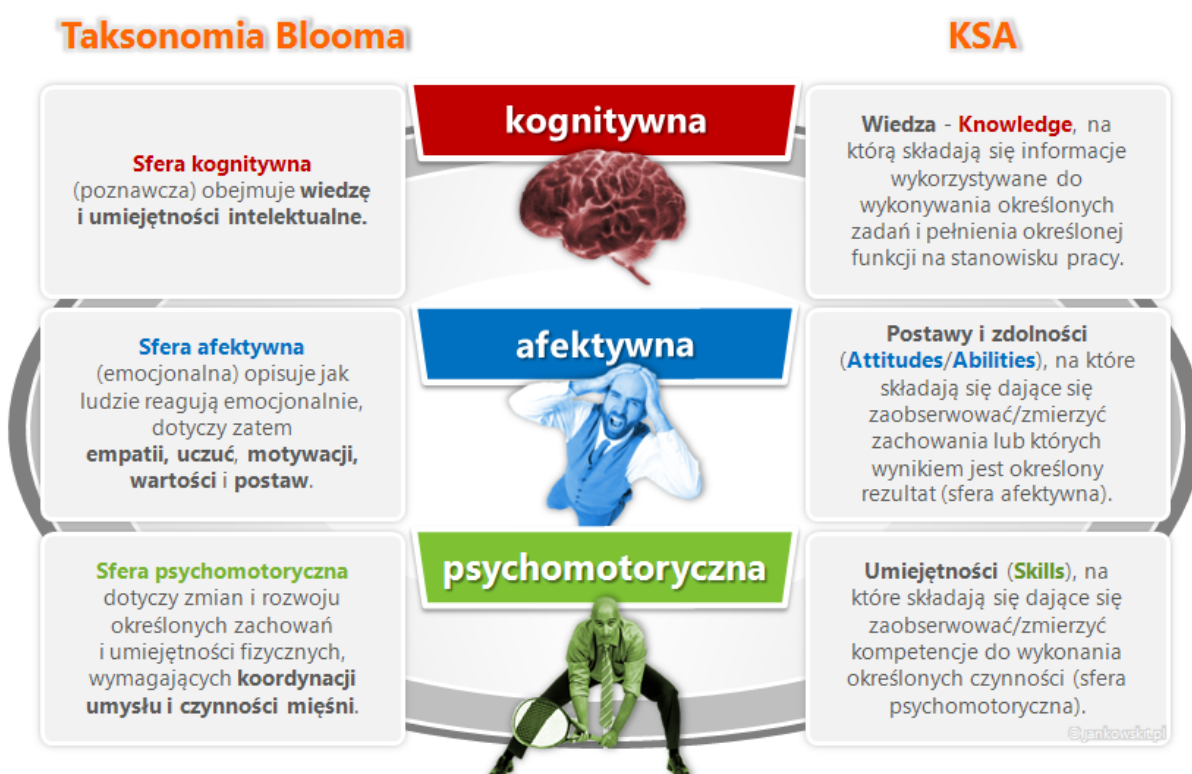 Taksonomia Blooma
KSA
kognitywna
Sfera kognitywna
(poznawcza) obejmuje wiedzę
i umiejętności intelektualne.
Wiedza - Knowledge, na
którą składają się informacje
wykorzystywane do
wykonywania określonych
zadań i pełnienia określonej
funkcji na stanowisku pracy.
afektywna
Sfera afektywna
(emocjonalna) opisuje jak
ludzie reagują emocjonalnie,
dotyczy zatem
empatii, uczuć, motywacji,
wartości i postaw.
Postawy i zdolności
(Attitudes/Abilities), na które
składają się dające się
zaobserwować/zmierzyć
zachowania lub których
wynikiem jest określony
rezultat (sfera afektywna).
psychomotoryczna
Sfera psychomotoryczna
dotyczy zmian i rozwoju
określonych zachowań
i umiejętności fizycznych,
wymagających koordynacji
umysłu i czynności mięśni.
Umiejętności (Skills), na
które składają się dające się
zaobserwować/zmierzyć
kompetencje do wykonania
określonych czynności (sfera
psychomotoryczna).
©jankowskit.pl